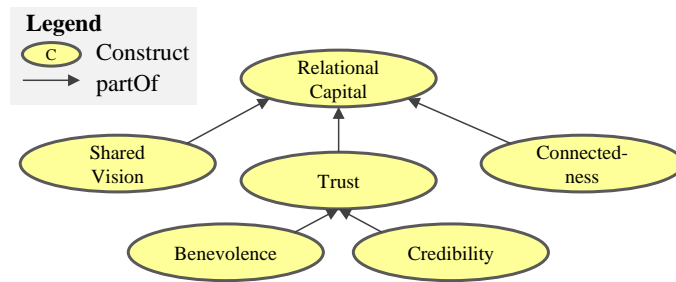 Legend
C Construct
partOf
Relational
Capital
Shared
Vision
Trust
Connected-
ness
Benevolence
Credibility